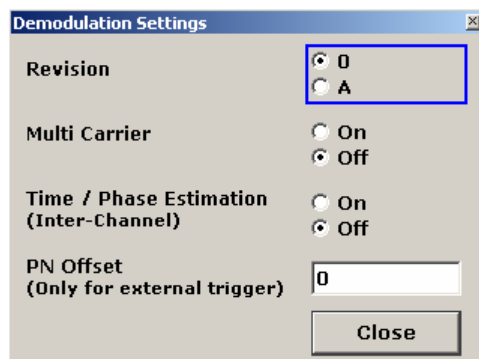 Demodulation Settings
Revision
0
A
Multi Carrier
On
Off
Time / Phase Estimation
(Inter-Channel)
On
Off
PN Offset
(Only for external trigger)
0
Close